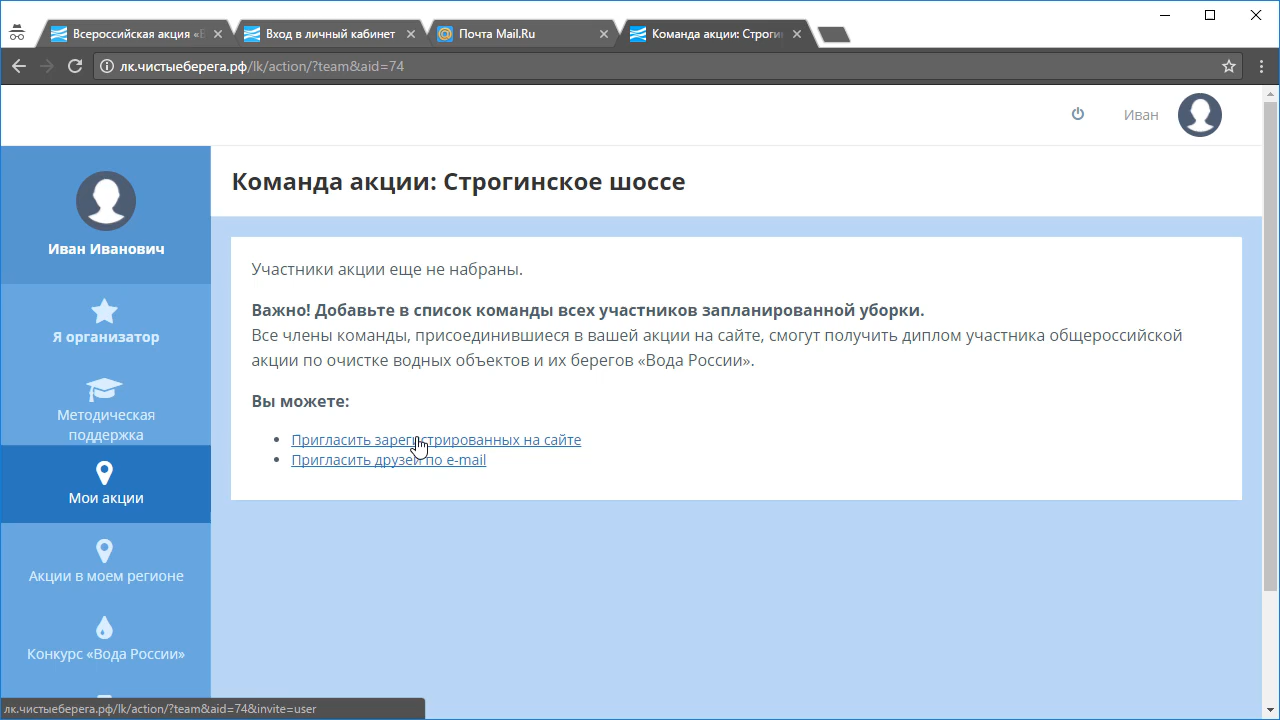 Всероссийская акция «В
Вход в личный кабинет
Почта Mail.Ru
Команда акции: Строги
лк.чистыеберега.рф/lk/action/?team&aid=74
Иван
Команда акции: Строгинское шоссе
Иван Иванович
Я организатор
Методическая
поддержка
Мои акции
Акции в моем регионе
Конкурс «Вода России»
Участники акции еще не набраны.
Важно! Добавьте в список команды всех участников запланированной уборки.
Все члены команды, присоединившиеся в вашей акции на сайте, смогут получить диплом участника общероссийской
акции по очистке водных объектов и их берегов «Вода России».
Вы можете:
• Пригласить зарегистрированных на сайте
• Пригласить друзей по e-mail
лк.чистыеберега.рф/lk/action/?team&aid=74&invite=user